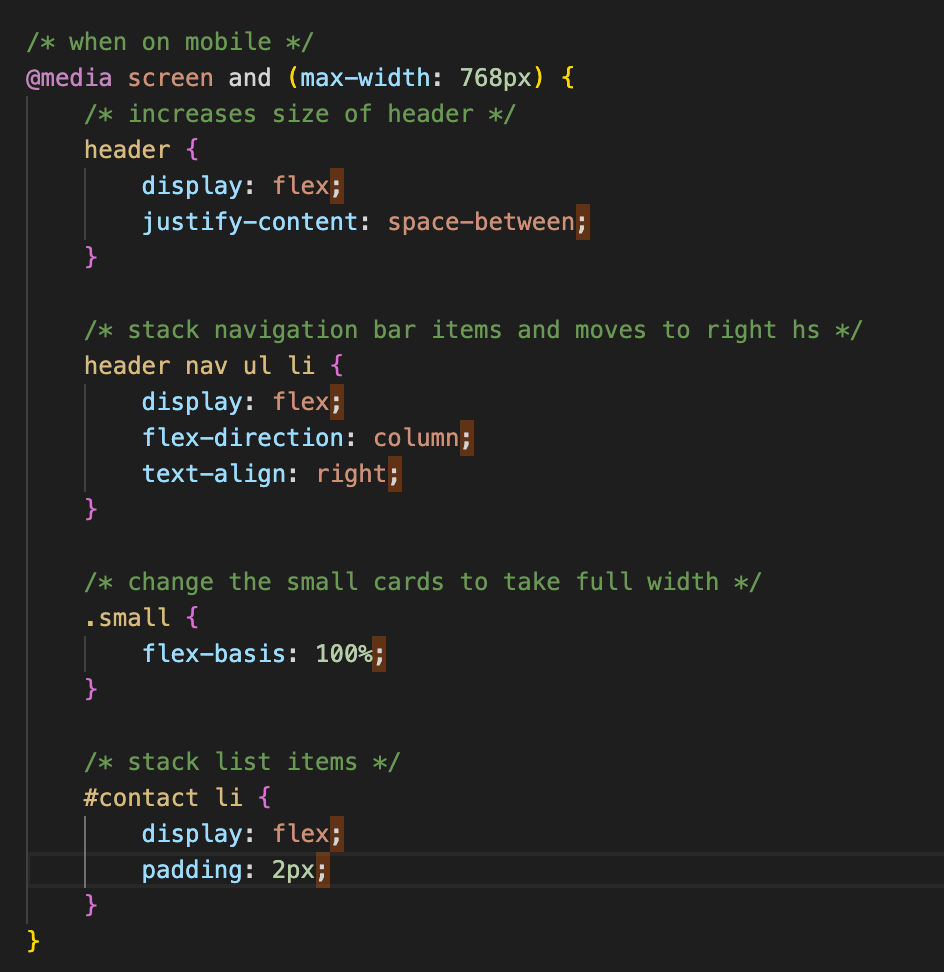 /* when on mobile */
@media screen and (max-width: 768px) {
    /* increases size of header */
    header {
        display: flex;
        justify-content: space-between;
    }

    /* stack navigation bar items and moves to right hs */
    header nav ul li {
        display: flex;
        flex-direction: column;
        text-align: right;
    }

    /* change the small cards to take full width */
    .small {
        flex-basis: 100%;
    }

    /* stack list items */
    #contact li {
        display: flex;
        padding: 2px;
    }
}